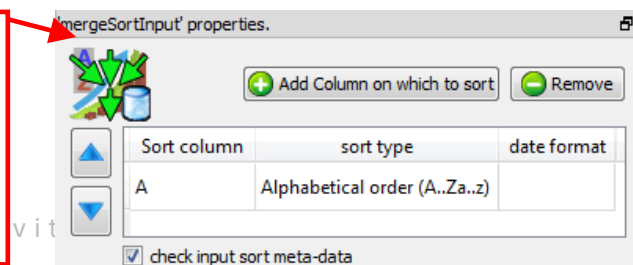 'mergeSortInput' properties.
Add Column on which to sort Remove
Sort column sort type date format
A Alphabetical order (A..Za..z)
v i t
check input sort meta-data